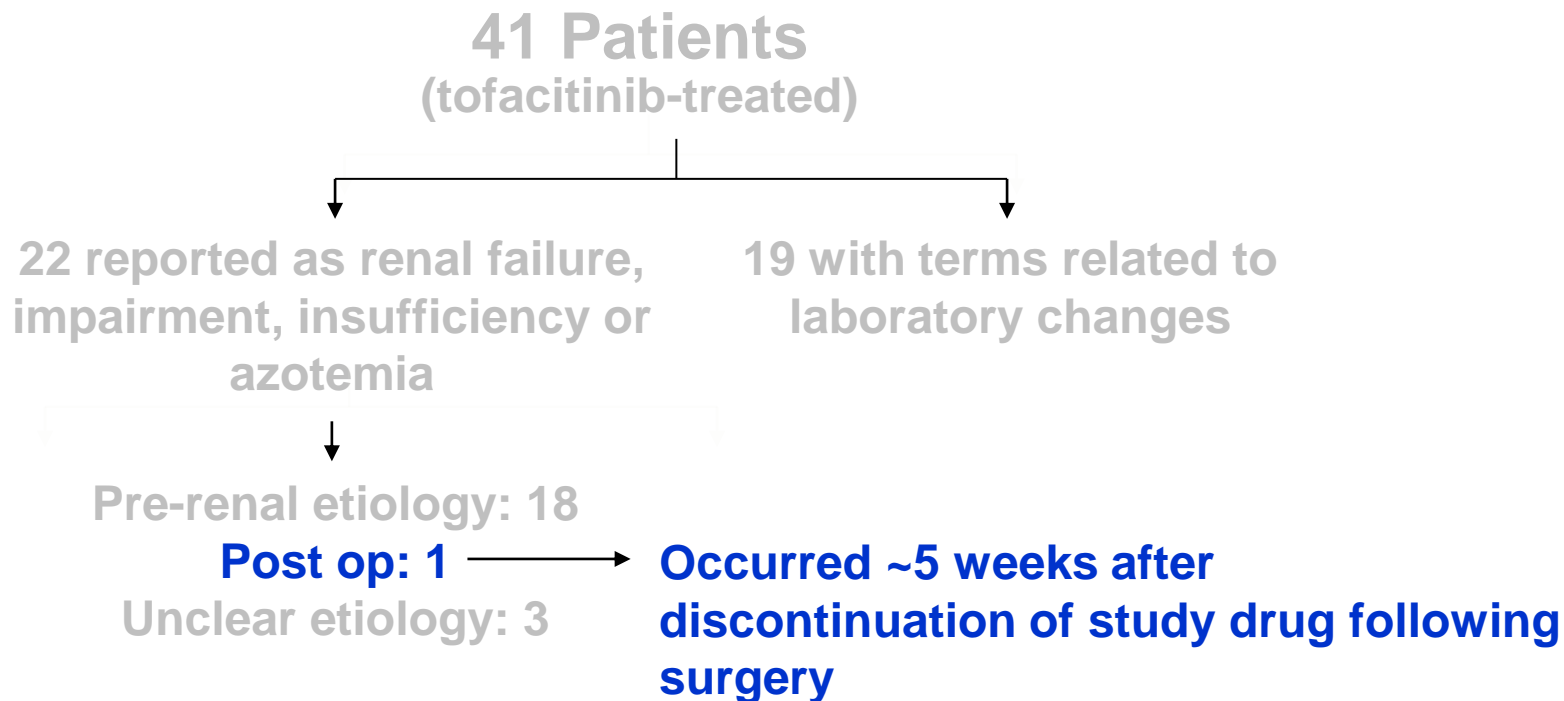 41 Patients
(tofacitinib-treated)
22 reported as renal failure,
impairment, insufficiency or
azotemia
19 with terms related to
laboratory changes
Pre-renal etiology: 18
Post op: 1
Unclear etiology: 3
Occurred ~5 weeks after
discontinuation of study drug following
surgery